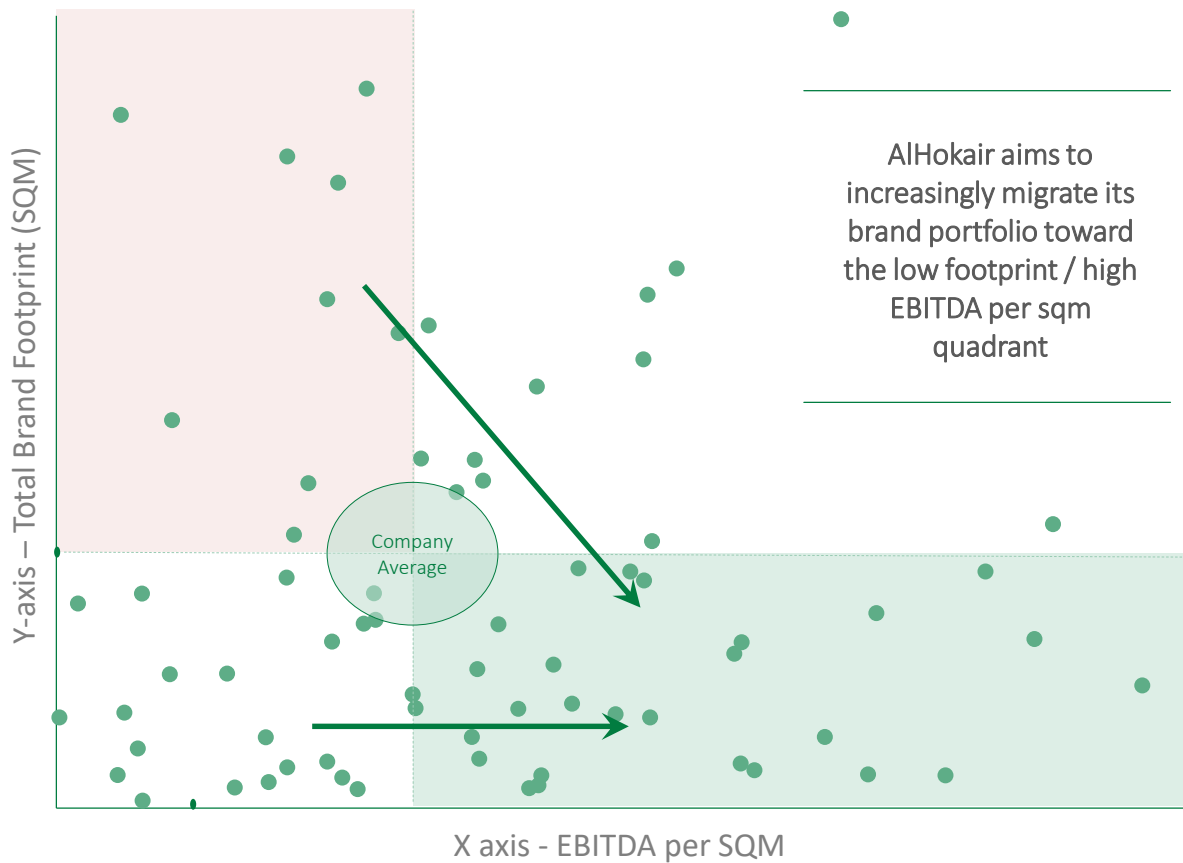 Y-axis – Total Brand Footprint (SQM)
AlHokair aims to
increasingly migrate its
brand portfolio toward
the low footprint / high
EBITDA per sqm
quadrant
Company
Average
X axis - EBITDA per SQM